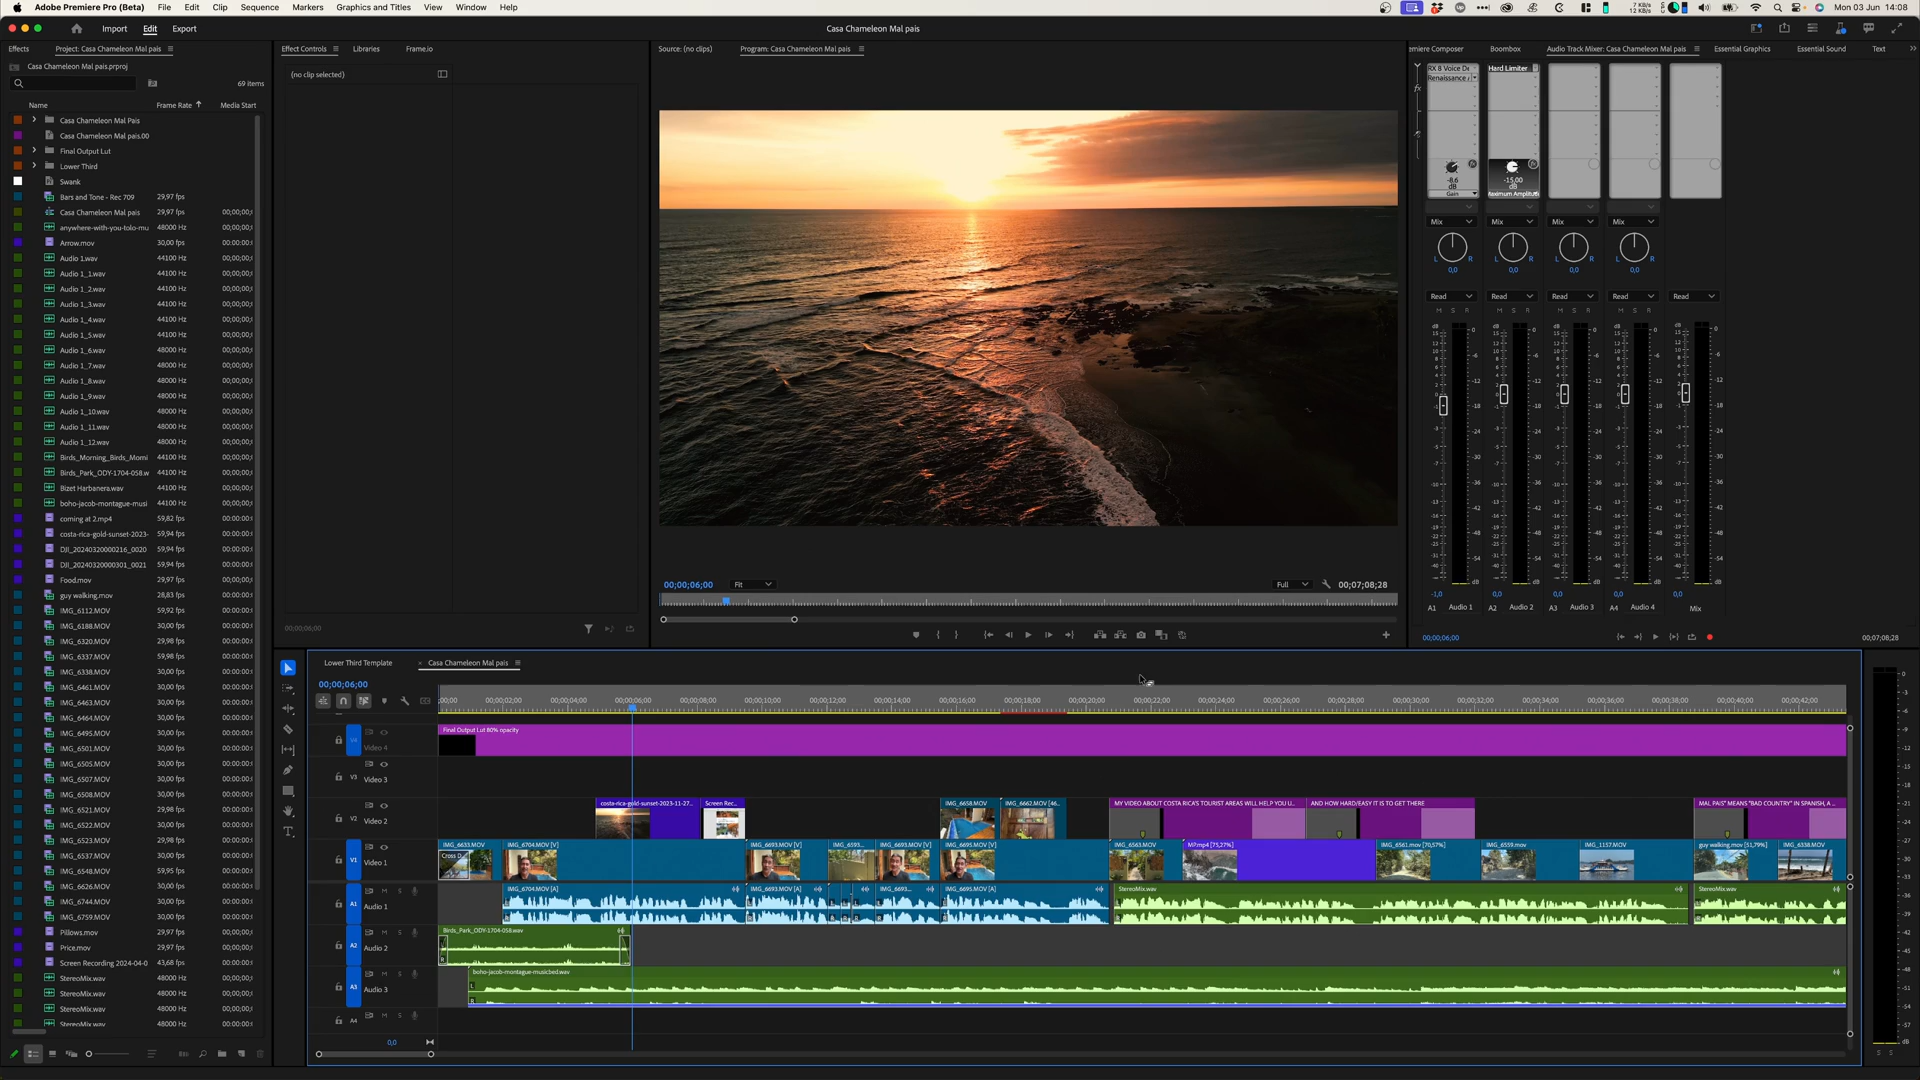 Adobe Premiere Pro (Beta) File Edit Clip Sequence Markers Graphics and Titles View Window Help
7 KB/s
12 KB/s
Mon 03 Jun 14:08
Import Edit Export
Casa Chameleon Mal pais
Effects Project: Casa Chameleon Mal pais
Casa Chameleon Mal pais.prproj
69 items
Name Frame Rate Media Start
Casa Chameleon Mal Pais
Casa Chameleon Mal pais.00
Final Output Lut
Lower Third
Swank
Bars and Tone - Rec 709 29,97 fps
Casa Chameleon Mal pais 29,97 fps 00;00;00;
anywhere-with-you-tolo-mu 48000 Hz 00;00;00;
Arrow.mov 30,00 fps 00:00:00:
Audio 1.wav 44100 Hz 00;00;00;
Audio 1_1.wav 44100 Hz 00;00;00;
Audio 1_2.wav 44100 Hz 00;00;00;
Audio 1_3.wav 44100 Hz 00;00;00;
Audio 1_4.wav 44100 Hz 00;00;00;
Audio 1_5.wav 44100 Hz 00;00;00;
Audio 1_6.wav 48000 Hz 00;00;00;
Audio 1_7.wav 48000 Hz 00;00;00;
Audio 1_8.wav 48000 Hz 00;00;00;
Audio 1_9.wav 48000 Hz 00;00;00;
Audio 1_10.wav 48000 Hz 00;00;00;
Audio 1_11.wav 48000 Hz 00;00;00;
Audio 1_12.wav 48000 Hz 00;00;00;
Birds_Morning_Birds_Morni 44100 Hz 00;00;00;
Birds_Park_ODY-1704-058.w 44100 Hz 00;00;00;
Bizet Harbanera.wav 44100 Hz 00;00;00;
boho-jacob-montague-musi 44100 Hz 00;00;00;
coming at 2.mp4 59,82 fps 00:00:00:
costa-rica-gold-sunset-2023- 59,94 fps 00:00:00:
DJI_20240320000216_0020 59,94 fps 00:00:00:
DJI_20240320000301_0021 59,94 fps 00:00:00:
Food.mov 29,97 fps 00;00;00;
guy walking.mov 28,83 fps 00:00:00:
IMG_6112.MOV 59,92 fps 00:00:00:
IMG_6188.MOV 30,00 fps 00:00:00:
IMG_6320.MOV 29,98 fps 00:00:00:
IMG_6337.MOV 29,98 fps 00:00:00:
IMG_6338.MOV 30,00 fps 00:00:00:
IMG_6461.MOV 30,00 fps 00:00:00:
IMG_6463.MOV 30,00 fps 00:00:00:
IMG_6464.MOV 30,00 fps 00:00:00:
IMG_6495.MOV 30,00 fps 00:00:00:
IMG_6501.MOV 30,00 fps 00:00:00:
IMG_6505.MOV 30,00 fps 00:00:00:
IMG_6507.MOV 30,00 fps 00:00:00:
IMG_6508.MOV 30,00 fps 00:00:00:
IMG_6521.MOV 29,98 fps 00:00:00:
IMG_6522.MOV 30,00 fps 00:00:00:
IMG_6523.MOV 29,98 fps 00:00:00:
IMG_6537.MOV 30,00 fps 00:00:00:
IMG_6548.MOV 59,95 fps 00:00:00:
IMG_6626.MOV 30,00 fps 00:00:00:
IMG_6744.MOV 30,00 fps 00:00:00:
IMG_6759.MOV 30,00 fps 00:00:00:
Pillows.mov 29,97 fps 00;00;00;
Price.mov 29,97 fps 00;00;00;
Screen Recording 2024-04-0 43,68 fps 00:00:00:
StereoMix.wav 48000 Hz 00;00;00;
StereoMix.wav 48000 Hz 00;00;00;
StereoMix.wav 48000 Hz 00;00;00;
StereoMix.wav 48000 Hz 00:00:00:
Effect Controls Libraries Frame.io
(no clip selected)
00;00;06;00
Source: (no clips) Program: Casa Chameleon Mal pais
00;00;06;00 Fit Full 00;07;08;28
emiere Composer Boombox Audio Track Mixer: Casa Chameleon Mal pais Essential Graphics Essential Sound Text
RX 8 Voice De Hard Limiter
Renaissance
-8.6 dB Gain
-15,00 dB
Mix Mix Mix Mix
L R L R L R L R
0,0 0,0 0,0 0,0
Read Read Read Read Read
M S R M S R M S R M S R
-1,0 0,0 0,0 0,0 0,0
A1 Audio 1 A2 Audio 2 A3 Audio 3 A4 Audio 4 Mix
00;00;06;00 00;07;08;28
Lower Third Template Casa Chameleon Mal pais
00;00;06;00
;00;00 00;00;02;00 00;00;04;00 00;00;06;00 00;00;08;00 00;00;10;00 00;00;12;00 00;00;14;00 00;00;16;00 00;00;18;00 00;00;20;00 00;00;22;00 00;00;24;00 00;00;26;00 00;00;28;00 00;00;30;00 00;00;32;00 00;00;34;00 00;00;36;00 00;00;38;00 00;00;40;00 00;00;42;00
Final Output Lut 80% opacity
V4 Video 4
V3 Video 3
costa-rica-gold-sunset-2023-11-27... Screen Rec... IMG_6658.MOV IMG_6662.MOV [46... MY VIDEO ABOUT COSTA RICA'S TOURIST AREAS WILL HELP YOU U... AND HOW HARD/EASY IT IS TO GET THERE MAL PAIS" MEANS "BAD COUNTRY" IN SPANISH, A ...
V2 Video 2
IMG_6633.MOV IMG_6704.MOV [V] IMG_6693.MOV [V] IMG_6593... IMG_6693.MOV [V] IMG_6695.MOV [V] IMG_6563.MOV MP.mp4 [75,27%] IMG_6561.mov [70,57%] IMG_6559.mov IMG_1157.MOV guy walking.mov [51,79%] IMG_6338.MOV
Cross D
V1 Video 1
IMG_6704.MOV [A] IMG_6693.MOV [A] IMG_6693... IMG_6695.MOV [A] StereoMix.wav StereoMix.wav
A1 M S Audio 1
Birds_Park_ODY-1704-058.wav
A2 M S Audio 2
boho-jacob-montague-musicbed.wav
A3 M S Audio 3
A4 M S
0,0